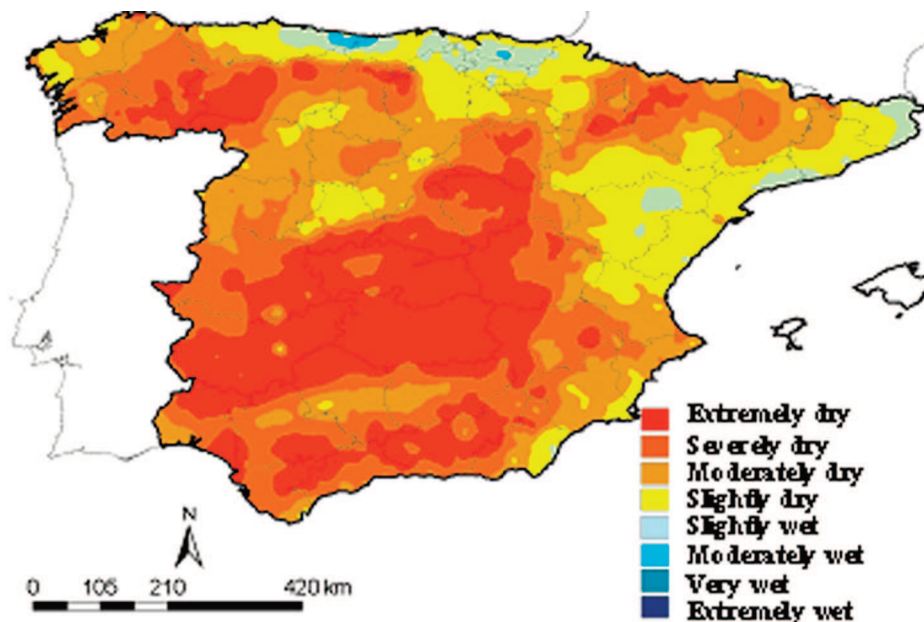 Extremely dry
Severely dry
Moderately dry
Slightly dry
Slightly wet
Moderately wet
Very wet
Extremely wet
N
0 105 210 420 km